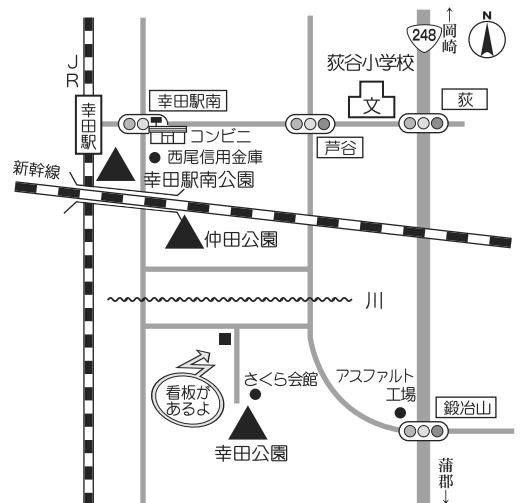 ↑岡崎
N
248
JR
荻谷小学校
文
幸田駅南
荻
幸田駅
コンビニ
芦谷
西尾信用金庫
新幹線
幸田駅南公園
仲田公園
川
看板が
あるよ
さくら会館
アスファルト
工場
鍛冶山
幸田公園
蒲郡↓